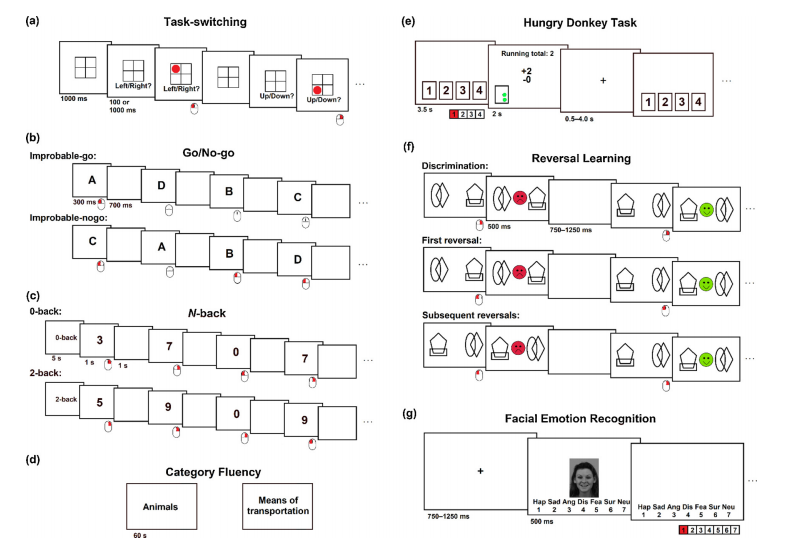 (a)
Task-switching
Left/Right?
Left/Right?
Up/Down?
Up/Down?
...
1000 ms
100 or
1000 ms
(b)
Go/No-go
Improbable-go:
A
D
B
C
...
300 ms
700 ms
Improbable-nogo:
C
A
B
D
...
(c)
N-back
0-back:
0-back
3
7
0
7
...
5 s
1 s
1 s
2-back:
2-back
5
9
0
9
...
(d)
Category Fluency
Animals
Means of
transportation
60 s
(e)
Hungry Donkey Task
1 2 3 4
Running total: 2
+2
-0
+
1 2 3 4
...
3.5 s
1 2 3 4
2 s
0.5–4.0 s
(f)
Reversal Learning
Discrimination:
...
500 ms
750–1250 ms
First reversal:
...
Subsequent reversals:
...
(g)
Facial Emotion Recognition
+
Hap Sad Ang Dis Fea Sur Neu
1 2 3 4 5 6 7
Hap Sad Ang Dis Fea Sur Neu
1 2 3 4 5 6 7
...
750–1250 ms
500 ms
1 2 3 4 5 6 7